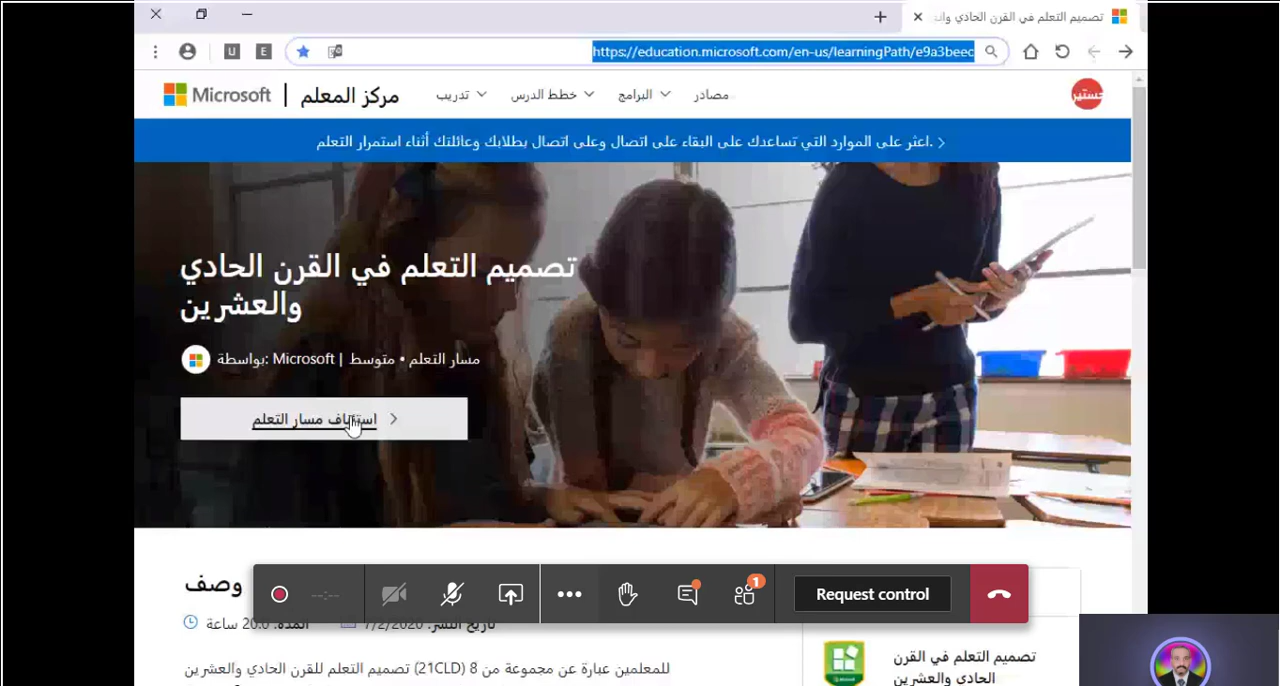 تصميم التعلم في القرن الحادي
https://education.microsoft.com/en-us/learningPath/e9a3beec
E
U
Microsoft
مركز المعلم
تدريب
خطط الدرس
البرامج
مصادر
اعثر على الموارد التي تساعدك على البقاء على اتصال وعلى اتصال بطلابك وعائلتك أثناء استمرار التعلم.
تصميم التعلم في القرن الحادي
والعشرين
بواسطة: Microsoft | مسار التعلم • متوسط
استئناف مسار التعلم
وصف
--:--
1
Request control
المدة: 20.0 ساعة
تاريخ النشر: 7/2/2020
للمعلمين عبارة عن مجموعة من 8 (21CLD) تصميم التعلم للقرن الحادي والعشرين
تصميم التعلم في القرن
الحادي والعشرين